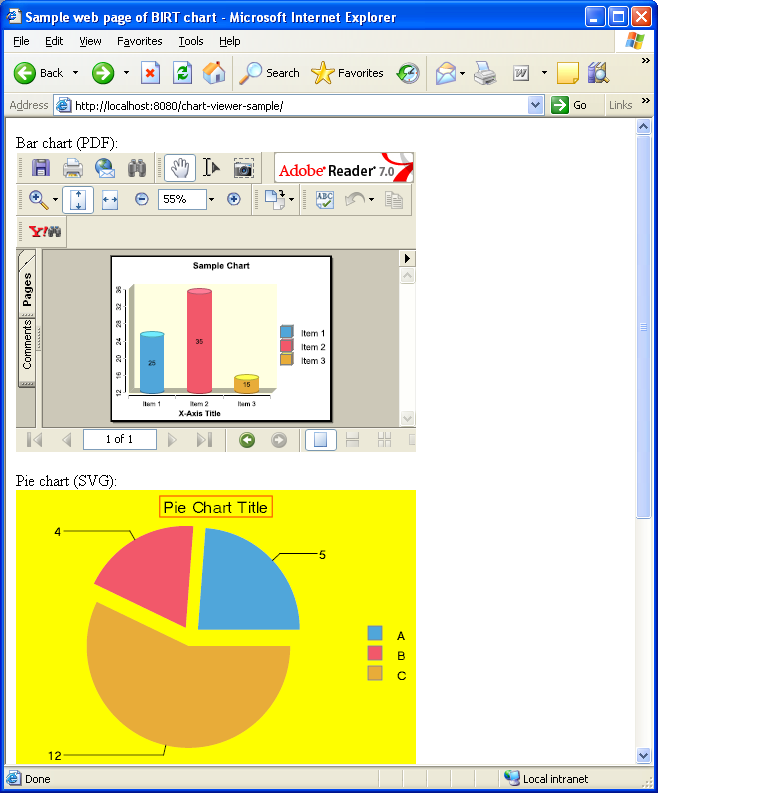 Sample web page of BIRT chart - Microsoft Internet Explorer
File Edit View Favorites Tools Help
Back Search Favorites W »
Address http://localhost:8080/chart-viewer-sample/ Go Links »
Bar chart (PDF):
Adobe® Reader® 7.0
55% ABC
Y!
Pages
Comments
Sample Chart
36
32
28
24
20
16
12
25
35
15
Item 1 Item 2 Item 3
X-Axis Title
Item 1
Item 2
Item 3
1 of 1
Pie chart (SVG):
Pie Chart Title
4
5
12
A
B
C
Done Local intranet